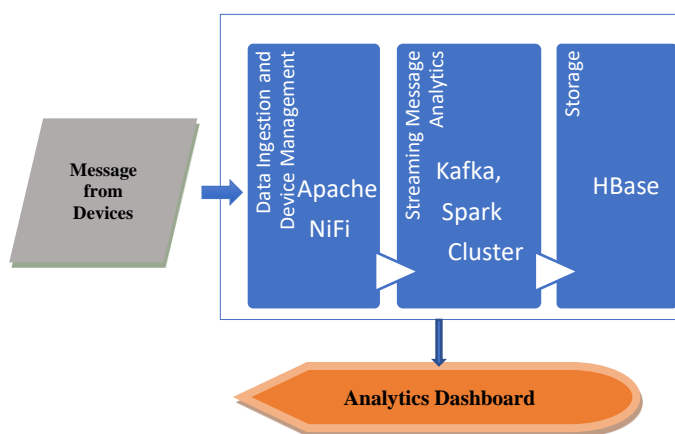 Message
from
Devices
Data Ingestion and
Device Management
Apache
NiFi
Streaming Message
Analytics
Kafka,
Spark
Cluster
Storage
HBase
Analytics Dashboard